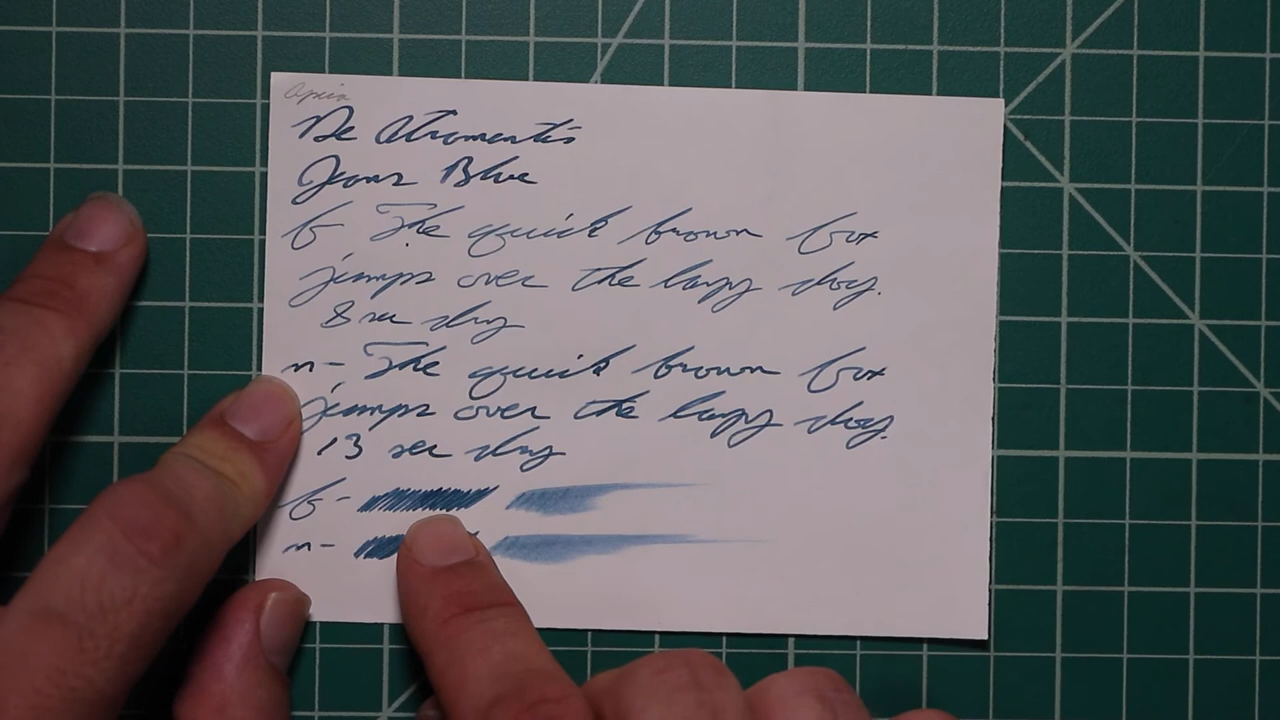 De Atramentis
Jeans Blue
f- The quick brown fox
jumps over the lazy dog.
8 sec dry
m- The quick brown fox
jumps over the lazy dog.
13 sec dry
f-
m-